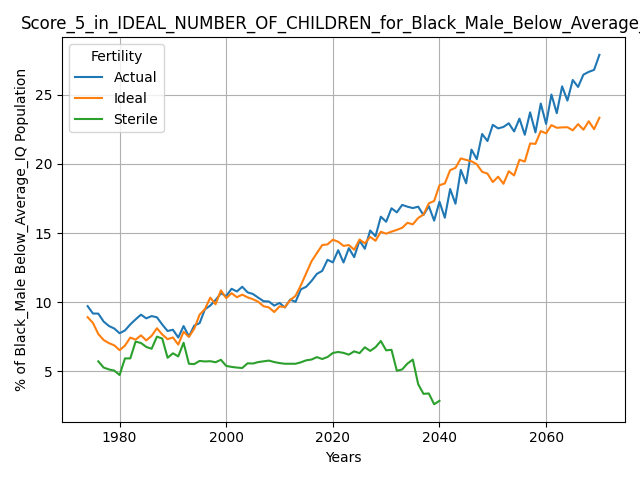 Score_5_in_IDEAL_NUMBER_OF_CHILDREN_for_Black_Male_Below_Average_
Fertility
Actual
Ideal
Sterile
% of Black_Male Below_Average_IQ Population
25
20
15
10
5
1980 2000 2020 2040 2060
Years